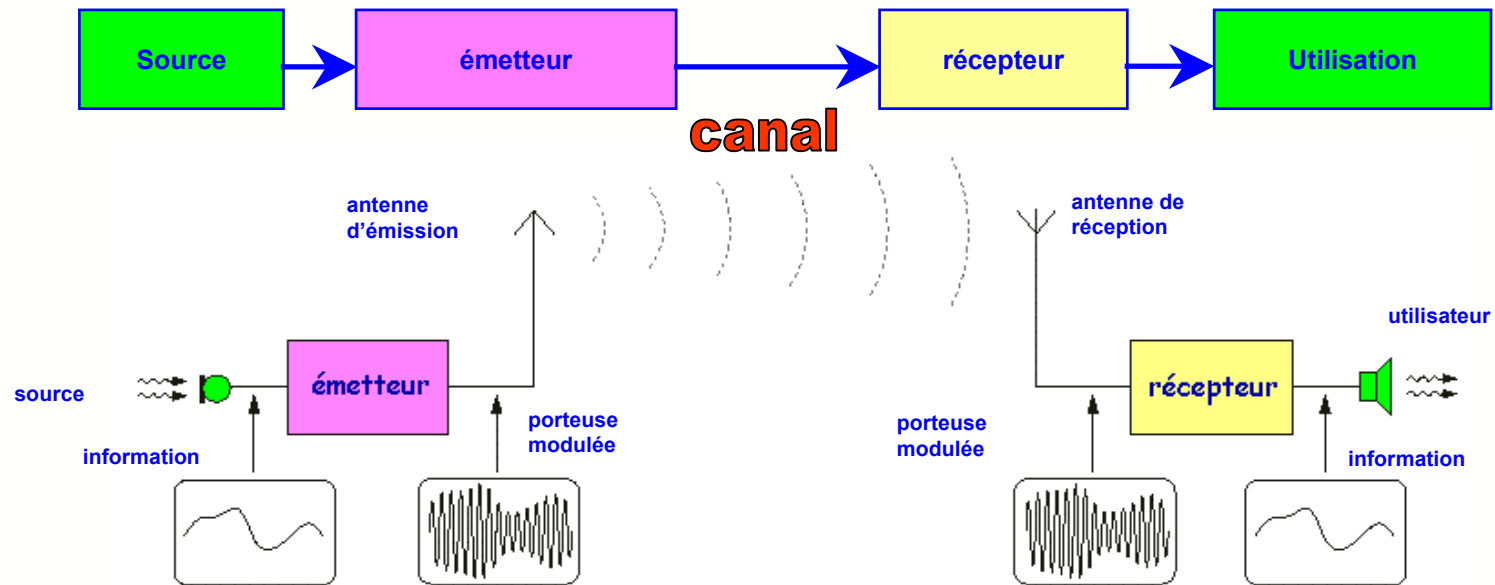 Source
émetteur
récepteur
Utilisation
canal
antenne
d'émission
antenne de
réception
utilisateur
source
émetteur
récepteur
porteuse
modulée
porteuse
modulée
information
information